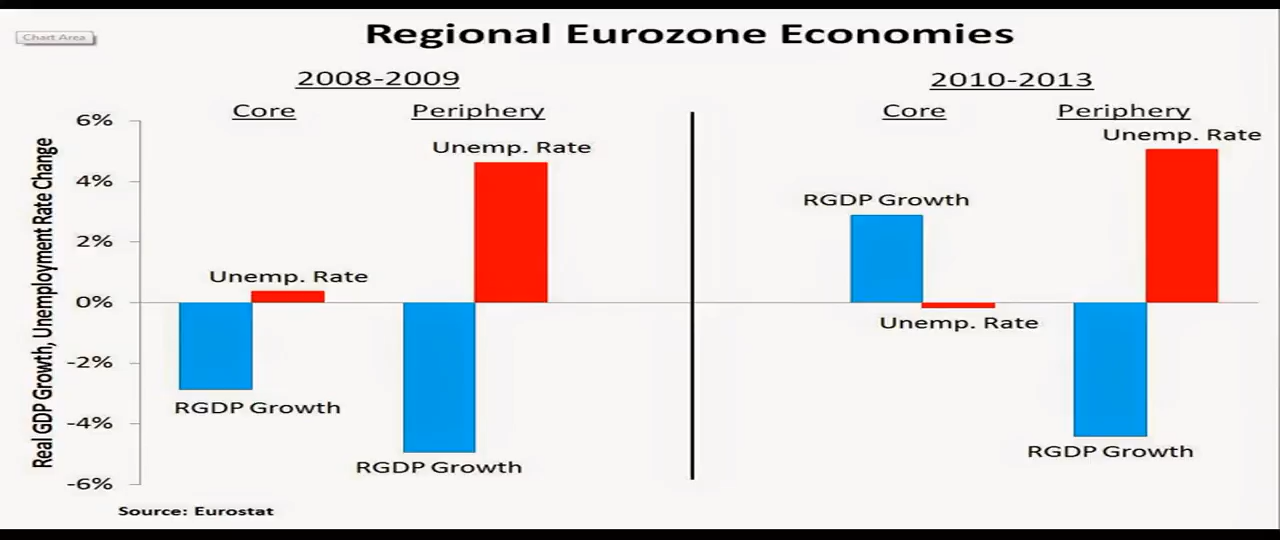 Chart Area
Regional Eurozone Economies
2008-2009
2010-2013
Core
Periphery
Core
Periphery
Real GDP Growth, Unemployment Rate Change
6%
4%
2%
0%
-2%
-4%
-6%
Unemp. Rate
RGDP Growth
Unemp. Rate
RGDP Growth
RGDP Growth
Unemp. Rate
Unemp. Rate
RGDP Growth
Source: Eurostat